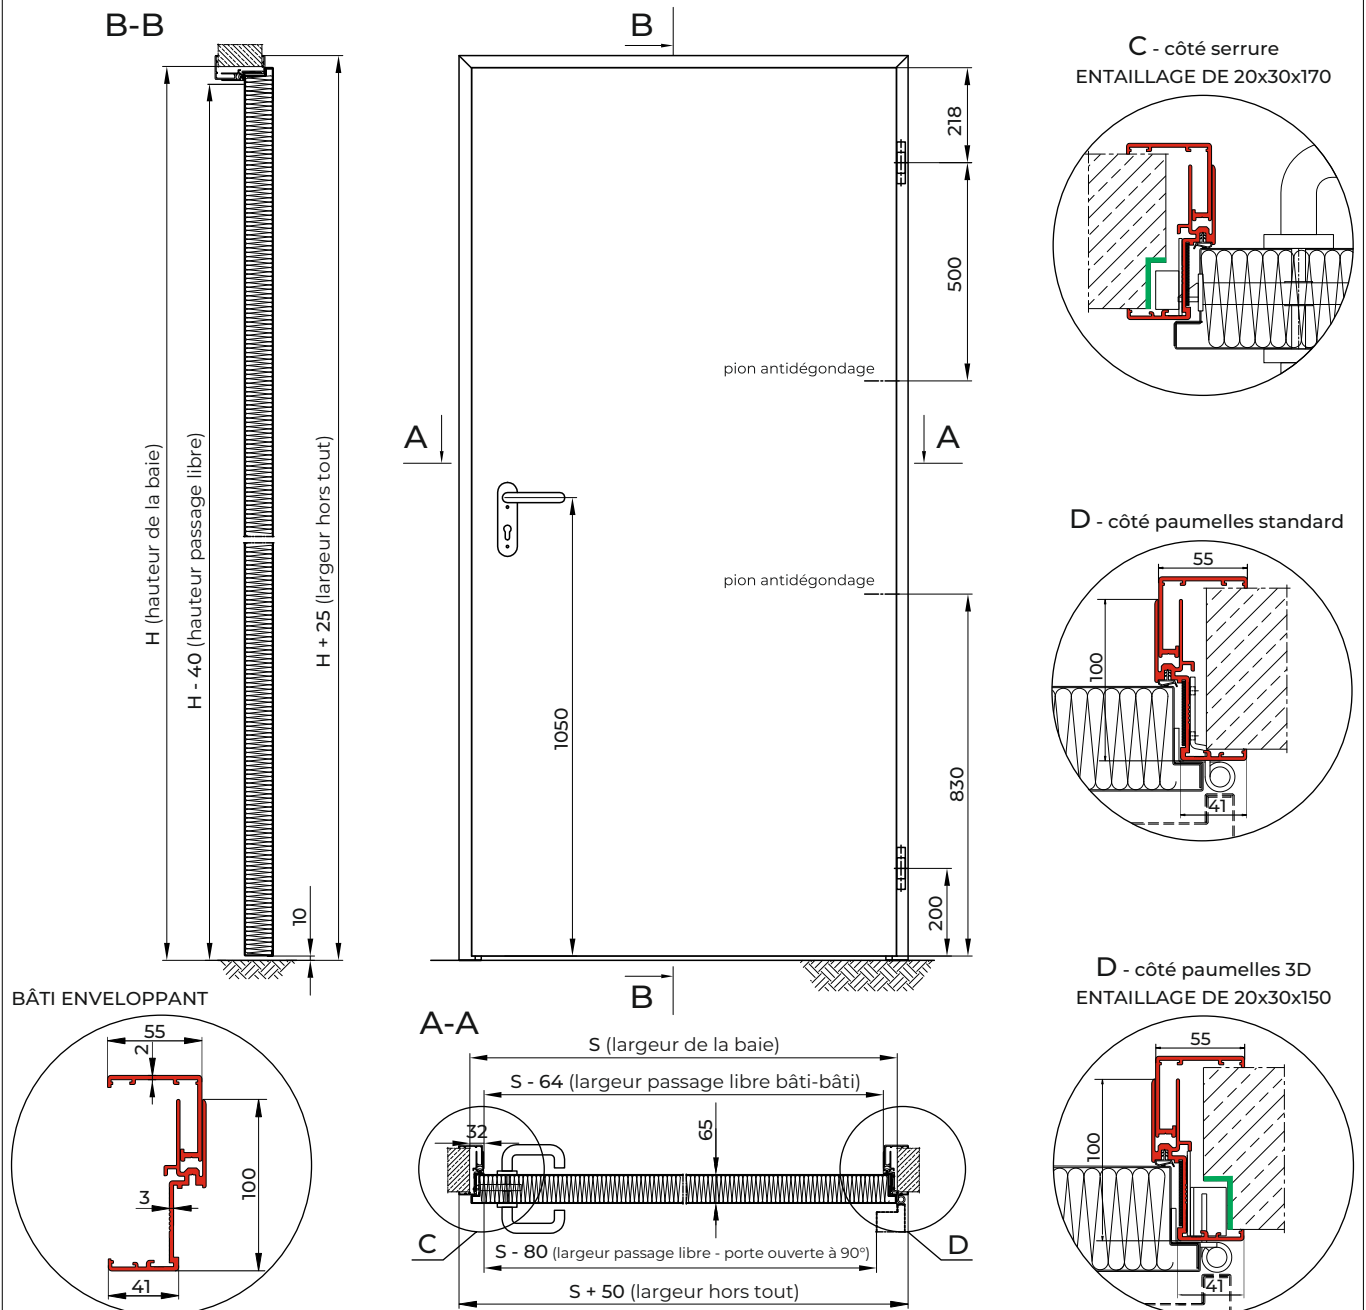 B-B
H (hauteur de la baie)
H - 40 (hauteur passage libre)
H + 25 (largeur hors tout)
10
B
218
500
pion antidégondage
A
A
pion antidégondage
1050
830
200
B
C - côté serrure
ENTAILLAGE DE 20x30x170
D - côté paumelles standard
55
100
41
D - côté paumelles 3D
ENTAILLAGE DE 20x30x150
55
100
41
BÂTI ENVELOPPANT
55
2
3
100
41
A-A
S (largeur de la baie)
S - 64 (largeur passage libre bâti-bâti)
32
65
C
D
S - 80 (largeur passage libre - porte ouverte à 90°)
S + 50 (largeur hors tout)